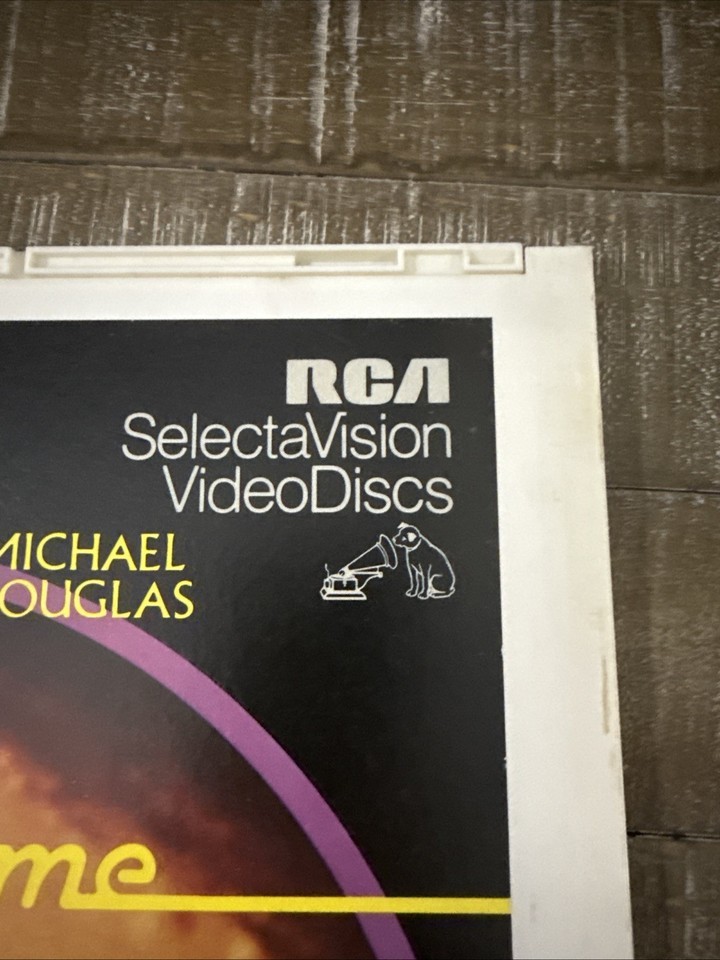 RCA
SelectaVision
VideoDiscs
MICHAEL
OUGLAS
me